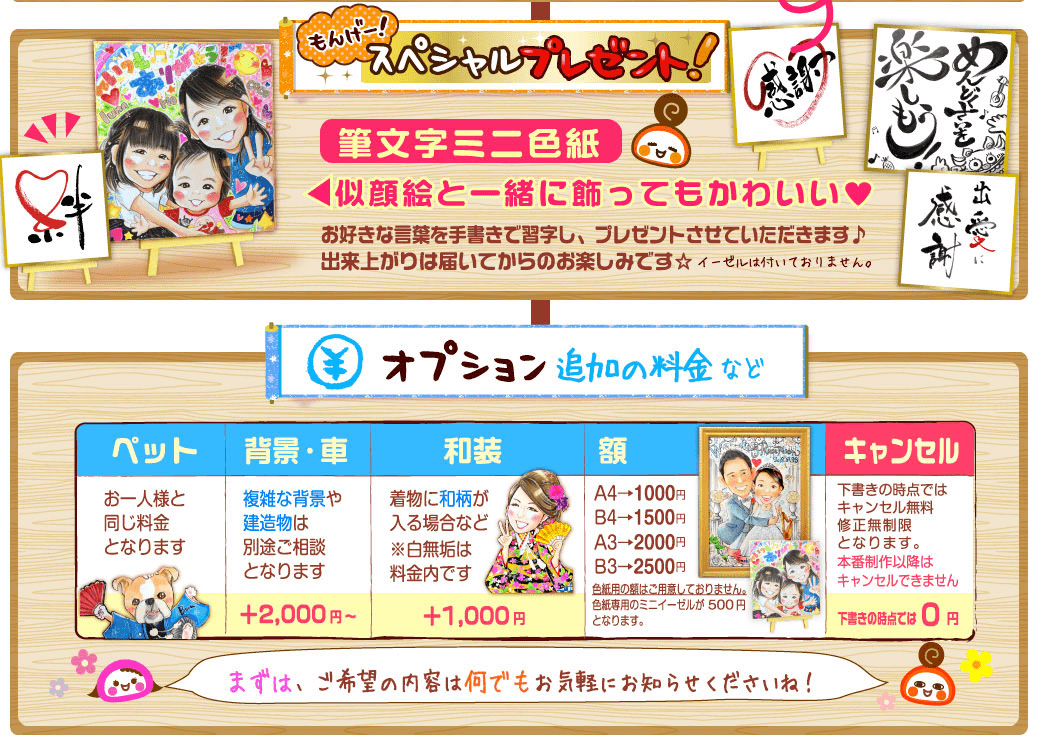 もんげー!
スペシャルプレゼント!
筆文字ミニ色紙
◀似顔絵と一緒に飾ってもかわいい♥
お好きな言葉を手書きで習字し、プレゼントさせていただきます♪
出来上がりは届いてからのお楽しみです☆ イーゼルは付いておりません。
いつも
ありがとう
絆
感謝
めんどくさいを
楽しもう!
出愛に
感謝
¥ オプション 追加の料金 など
ペット
お一人様と
同じ料金
となります
背景・車
複雑な背景や
建造物は
別途ご相談
となります
+2,000円~
和装
着物に和柄が
入る場合など
※白無垢は
料金内です
+1,000円
額
A4→1000円
B4→1500円
A3→2000円
B3→2500円
色紙用の額はご用意しておりません。
色紙専用のミニイーゼルが 500円
となります。
キャンセル
下書きの時点では
キャンセル無料
修正無制限
となります。
本番制作以降は
キャンセルできません
下書きの時点では0円
まずは、ご希望の内容は何でもお気軽にお知らせくださいね!